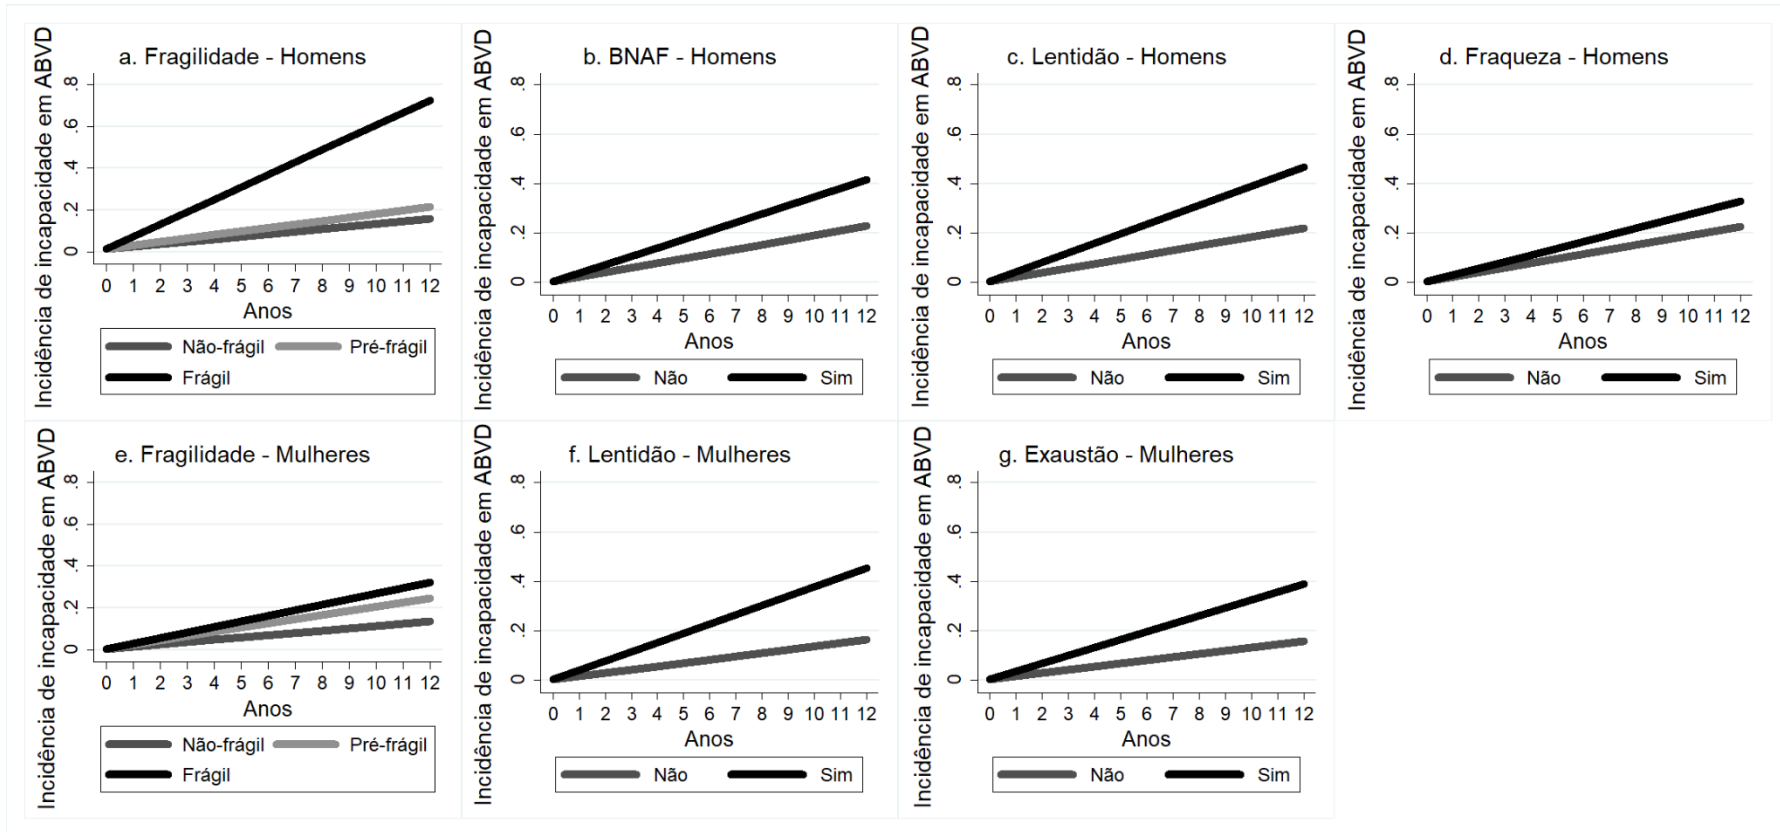 a. Fragilidade - Homens
Incidência de incapacidade em ABVD
.8
.6
.4
.2
0
0 1 2 3 4 5 6 7 8 9 10 11 12
Anos
Não-frágil Pré-frágil
Frágil
b. BNAF - Homens
Incidência de incapacidade em ABVD
.8
.6
.4
.2
0
0 1 2 3 4 5 6 7 8 9 10 11 12
Anos
Não Sim
c. Lentidão - Homens
Incidência de incapacidade em ABVD
.8
.6
.4
.2
0
0 1 2 3 4 5 6 7 8 9 10 11 12
Anos
Não Sim
d. Fraqueza - Homens
Incidência de incapacidade em ABVD
.8
.6
.4
.2
0
0 1 2 3 4 5 6 7 8 9 10 11 12
Anos
Não Sim
e. Fragilidade - Mulheres
Incidência de incapacidade em ABVD
.8
.6
.4
.2
0
0 1 2 3 4 5 6 7 8 9 10 11 12
Anos
Não-frágil Pré-frágil
Frágil
f. Lentidão - Mulheres
Incidência de incapacidade em ABVD
.8
.6
.4
.2
0
0 1 2 3 4 5 6 7 8 9 10 11 12
Anos
Não Sim
g. Exaustão - Mulheres
Incidência de incapacidade em ABVD
.8
.6
.4
.2
0
0 1 2 3 4 5 6 7 8 9 10 11 12
Anos
Não Sim